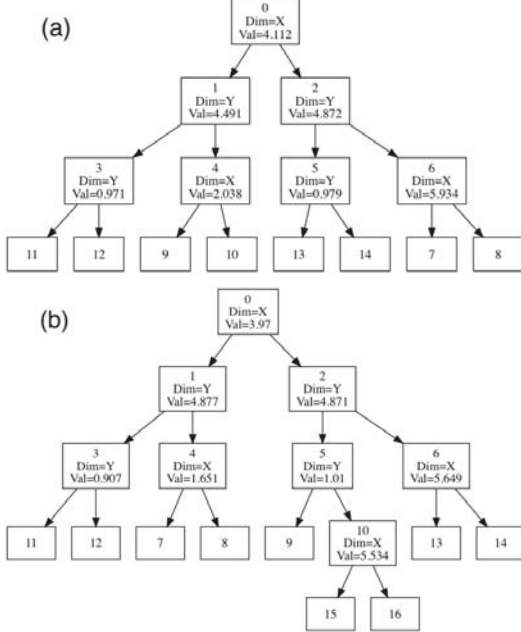 (a)
0
Dim=X
Val=4.112
1
Dim=Y
Val=4.491
2
Dim=Y
Val=4.872
3
Dim=Y
Val=0.971
4
Dim=X
Val=2.038
5
Dim=Y
Val=0.979
6
Dim=X
Val=5.934
11
12
9
10
13
14
7
8
(b)
0
Dim=X
Val=3.97
1
Dim=Y
Val=4.877
2
Dim=Y
Val=4.871
3
Dim=Y
Val=0.907
4
Dim=X
Val=1.651
5
Dim=Y
Val=1.01
6
Dim=X
Val=5.649
11
12
7
8
9
10
Dim=X
Val=5.534
13
14
15
16